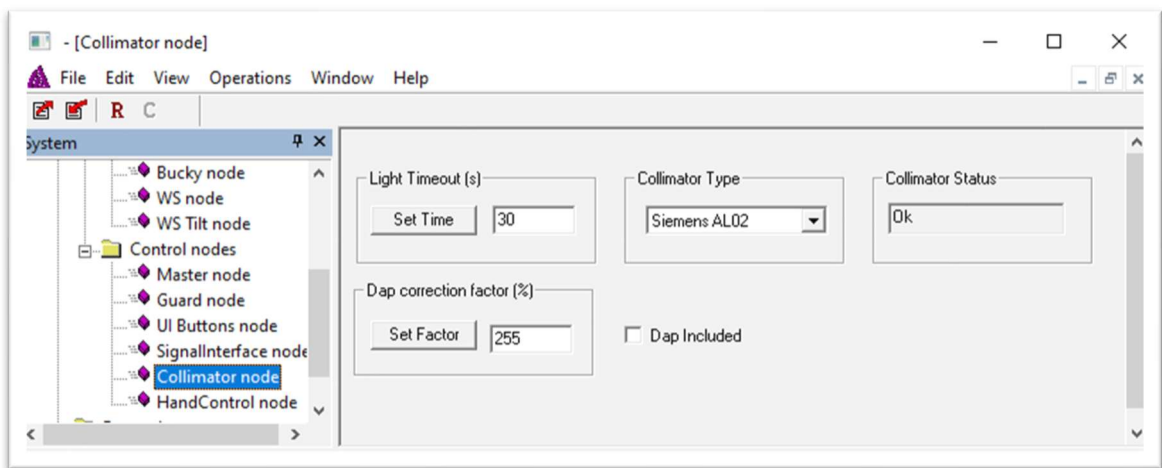 - [Collimator node]
File Edit View Operations Window Help
R C
System
Bucky node
WS node
WS Tilt node
Control nodes
Master node
Guard node
UI Buttons node
SignalInterface node
Collimator node
HandControl node
Light Timeout (s)
Set Time 30
Collimator Type
Siemens AL02
Collimator Status
Ok
Dap correction factor (%)
Set Factor 255
Dap Included